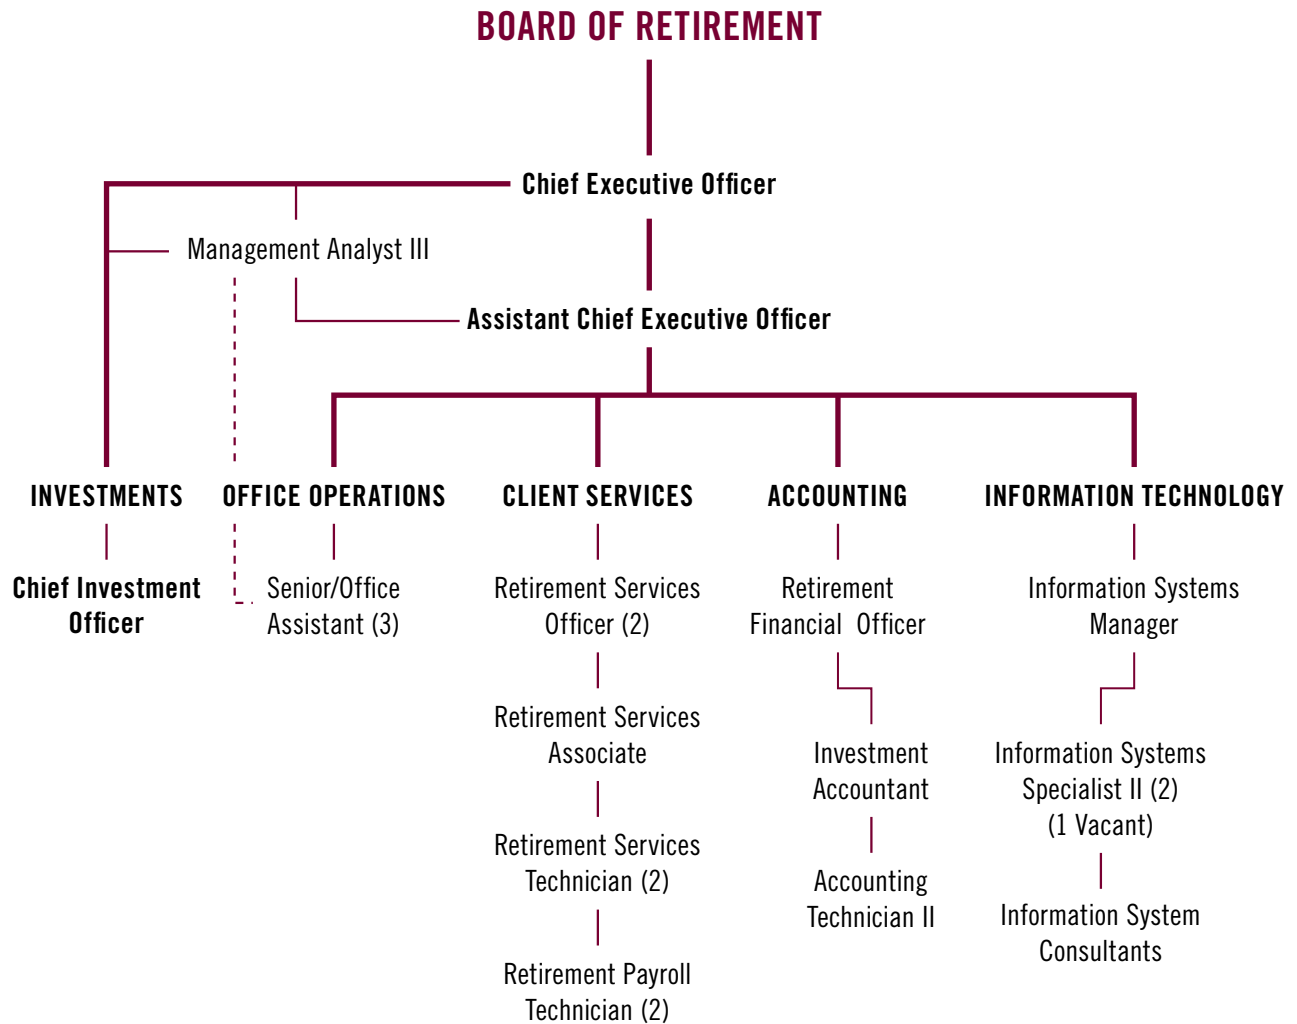 BOARD OF RETIREMENT
Chief Executive Officer
Management Analyst III
Assistant Chief Executive Officer
INVESTMENTS
Chief Investment
Officer
OFFICE OPERATIONS
Senior/Office
Assistant (3)
CLIENT SERVICES
Retirement Services
Officer (2)
Retirement Services
Associate
Retirement Services
Technician (2)
Retirement Payroll
Technician (2)
ACCOUNTING
Retirement
Financial Officer
Investment
Accountant
Accounting
Technician II
INFORMATION TECHNOLOGY
Information Systems
Manager
Information Systems
Specialist II (2)
(1 Vacant)
Information System
Consultants